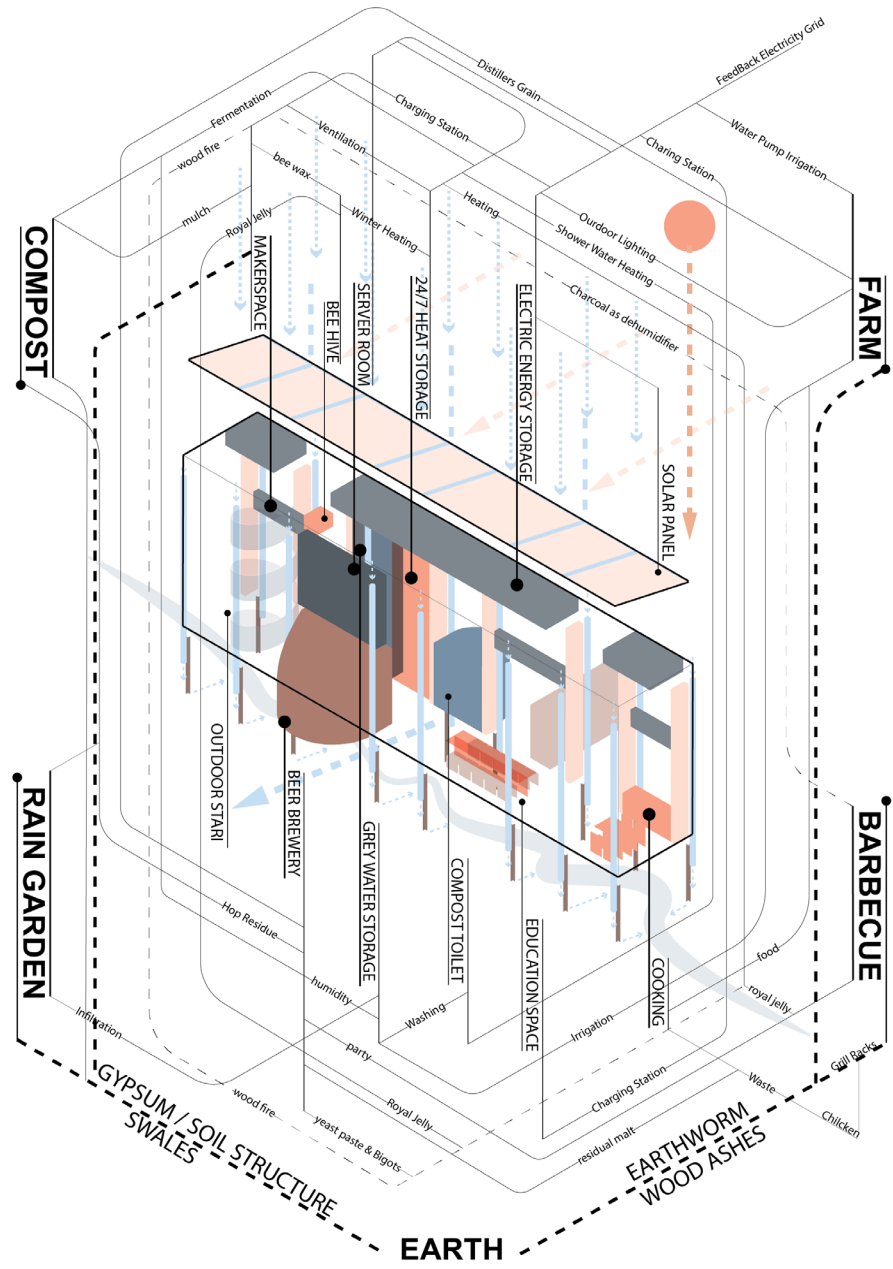 FeedBack Electricity Grid
Distillers Grain
Fermentation
Charging Station
Water Pump Irrigation
Ventilation
wood fire
Charing Station
bee wax
mulch
Royal Jelly
Winter Heating
Heating
Ourdoor Lighting
Shower Water Heating
Charcoal as dehumidifier
COMPOST
FARM
MAKERSPACE
BEE HIVE
SERVER ROOM
24/7 HEAT STORAGE
ELECTRIC ENERGY STORAGE
SOLAR PANEL
OUTDOOR STARI
BEER BREWERY
GREY WATER STORAGE
COMPOST TOILET
EDUCATION SPACE
COOKING
RAIN GARDEN
BARBECUE
Hop Residue
humidity
Washing
Irrigation
food
royal jelly
Infiltration
party
Grill Racks
wood fire
Royal Jelly
Charging Station
Waste
yeast paste & Bigots
residual malt
Chilcken
GYPSUM / SOIL STRUCTURE
SWALES
EARTHWORM
WOOD ASHES
EARTH